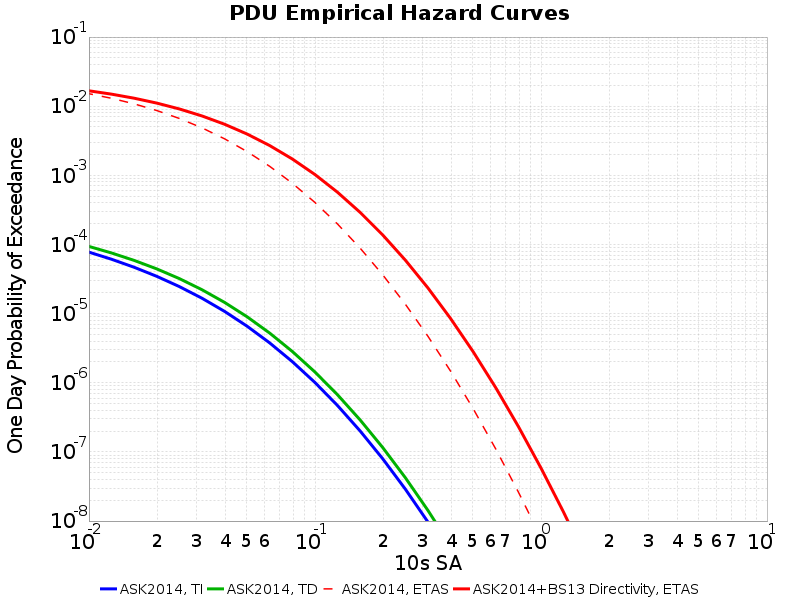 PDU Empirical Hazard Curves
One Day Probability of Exceedance
10-1
10-2
10-3
10-4
10-5
10-6
10-7
10-8
10-2 2 3 4 5 6 10-1 2 3 4 5 6 7 100 2 3 4 5 6 7 101
10s SA
ASK2014, TI ASK2014, TD ASK2014, ETAS ASK2014+BS13 Directivity, ETAS